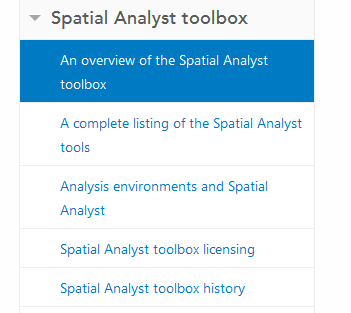 Spatial Analyst toolbox
An overview of the Spatial Analyst
toolbox
A complete listing of the Spatial Analyst
tools
Analysis environments and Spatial
Analyst
Spatial Analyst toolbox licensing
Spatial Analyst toolbox history